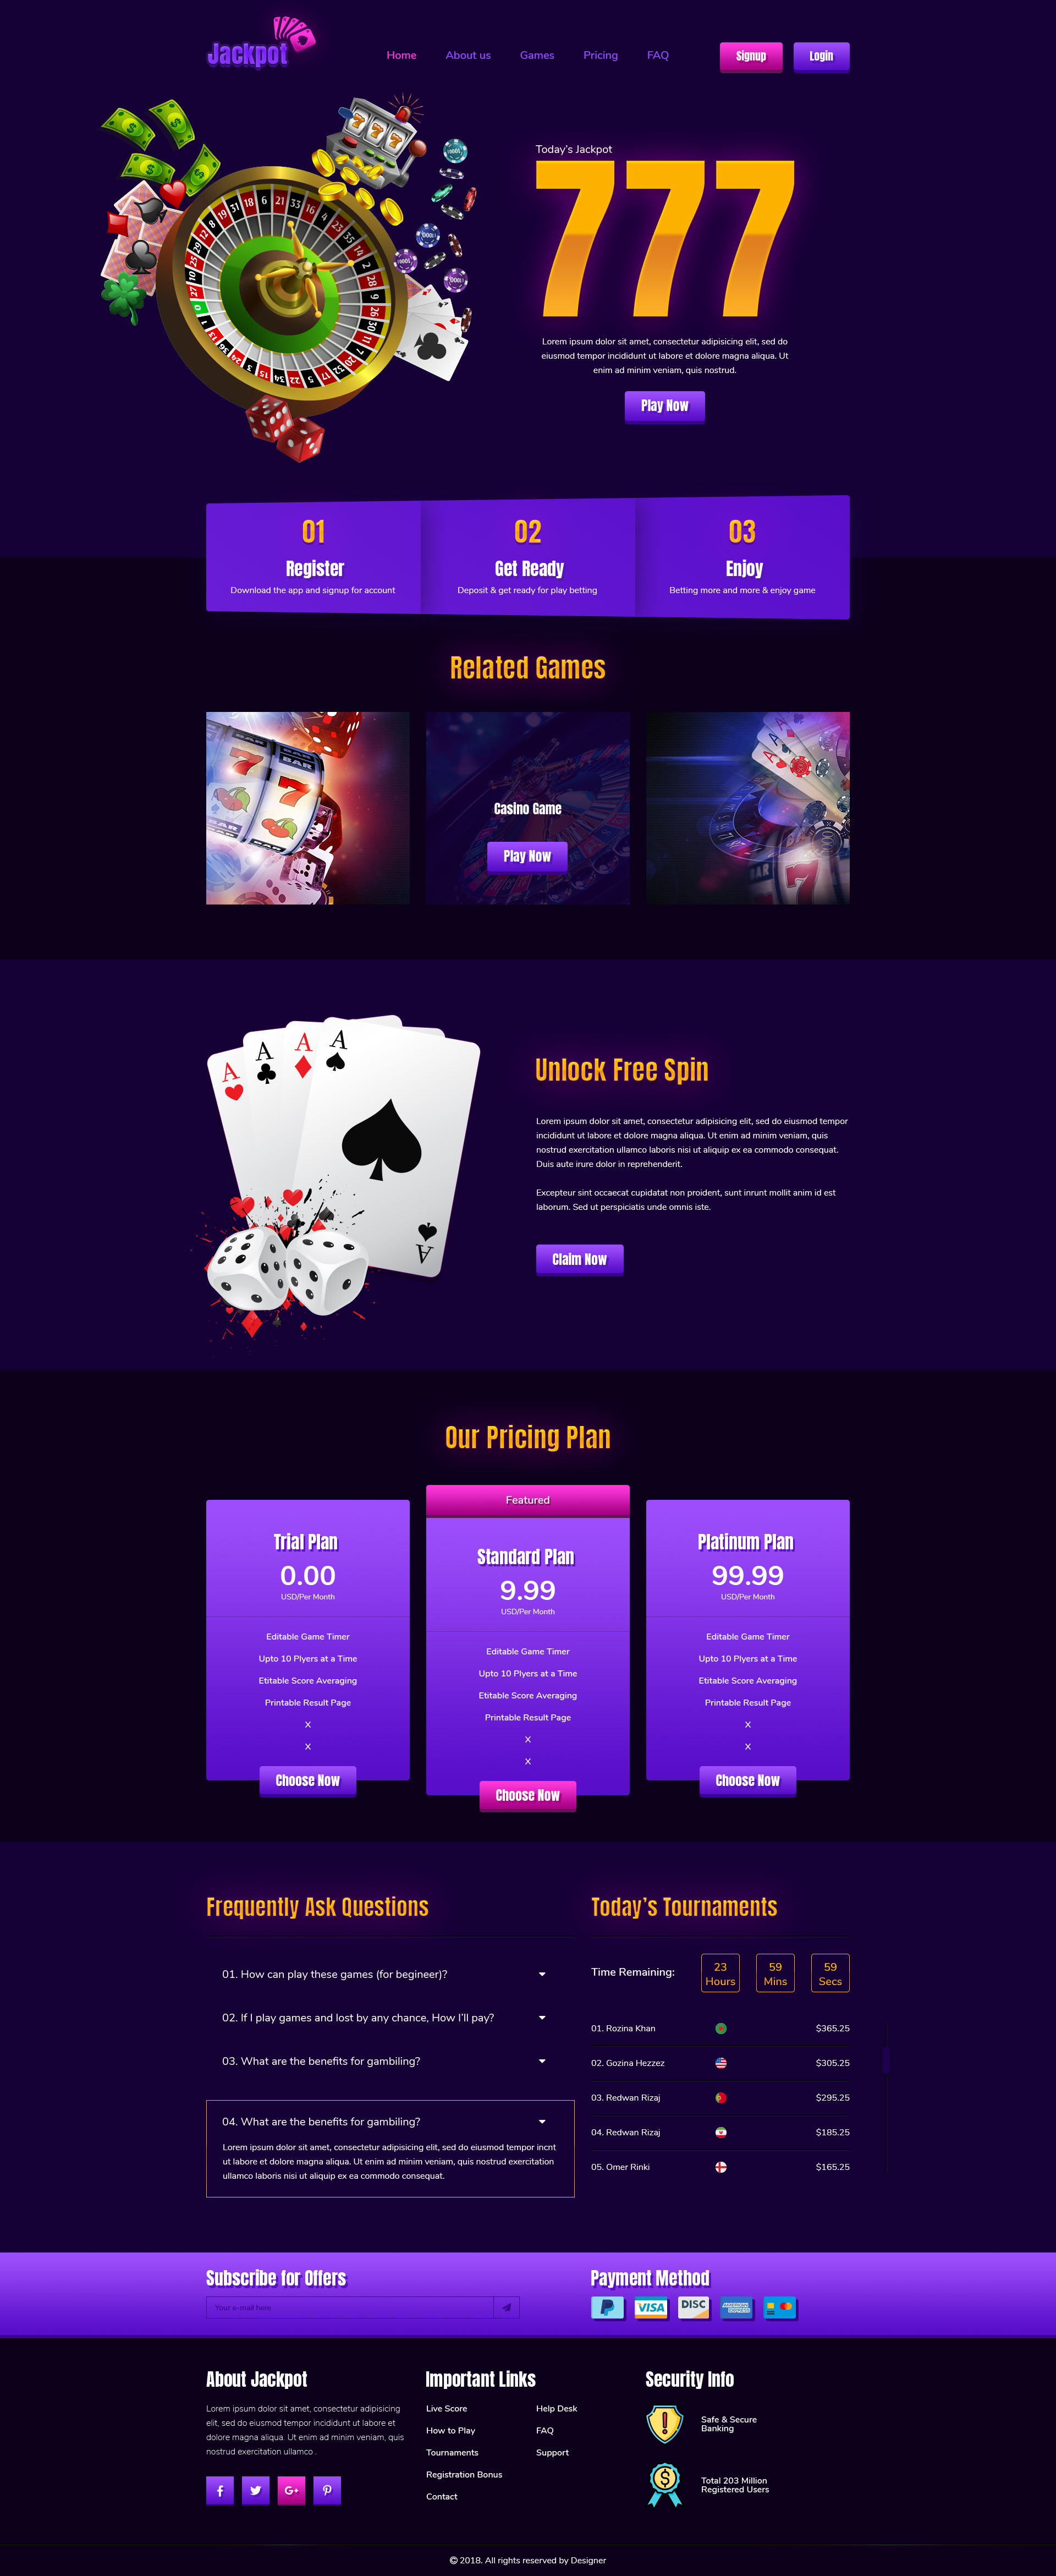 Jackpot
Home About us Games Pricing FAQ
Signup Login
Today's Jackpot
777
Lorem ipsum dolor sit amet, consectetur adipisicing elit, sed do
eiusmod tempor incididunt ut labore et dolore magna aliqua. Ut
enim ad minim veniam, quis nostrud.
Play Now
01 02 03
Register Get Ready Enjoy
Download the app and signup for account Deposit & get ready for play betting Betting more and more & enjoy game
Related Games
Casino Game
Play Now
Unlock Free Spin
Lorem ipsum dolor sit amet, consectetur adipisicing elit, sed do eiusmod tempor
incididunt ut labore et dolore magna aliqua. Ut enim ad minim veniam, quis
nostrud exercitation ullamco laboris nisi ut aliquip ex ea commodo consequat.
Duis aute irure dolor in reprehenderit.
Excepteur sint occaecat cupidatat non proident, sunt inrunt mollit anim id est
laborum. Sed ut perspiciatis unde omnis iste.
Claim Now
Our Pricing Plan
Trial Plan
0.00
USD/Per Month
Editable Game Timer
Upto 10 Plyers at a Time
Etitable Score Averaging
Printable Result Page
X
X
Choose Now
Featured
Standard Plan
9.99
USD/Per Month
Editable Game Timer
Upto 10 Plyers at a Time
Etitable Score Averaging
Printable Result Page
X
X
Choose Now
Platinum Plan
99.99
USD/Per Month
Editable Game Timer
Upto 10 Plyers at a Time
Etitable Score Averaging
Printable Result Page
X
X
Choose Now
Frequently Ask Questions
01. How can play these games (for begineer)?
02. If I play games and lost by any chance, How I'll pay?
03. What are the benefits for gambiling?
04. What are the benefits for gambiling?
Lorem ipsum dolor sit amet, consectetur adipisicing elit, sed do eiusmod tempor incnt
ut labore et dolore magna aliqua. Ut enim ad minim veniam, quis nostrud exercitation
ullamco laboris nisi ut aliquip ex ea commodo consequat.
Today's Tournaments
Time Remaining:
23 Hours
59 Mins
59 Secs
01. Rozina Khan $365.25
02. Gozina Hezzez $305.25
03. Redwan Rizaj $295.25
04. Redwan Rizaj $185.25
05. Omer Rinki $165.25
Subscribe for Offers
Your e-mail here
Payment Method
VISA
DISC
AMERICAN EXPRESS
About Jackpot
Lorem ipsum dolor sit amet, consectetur adipisicing
elit, sed do eiusmod tempor incididunt ut labore et
dolore magna aliqua. Ut enim ad minim veniam, quis
nostrud exercitation ullamco .
Important Links
Live Score
How to Play
Tournaments
Registration Bonus
Contact
Help Desk
FAQ
Support
Security Info
Safe & Secure
Banking
Total 203 Million
Registered Users
© 2018. All rights reserved by Designer